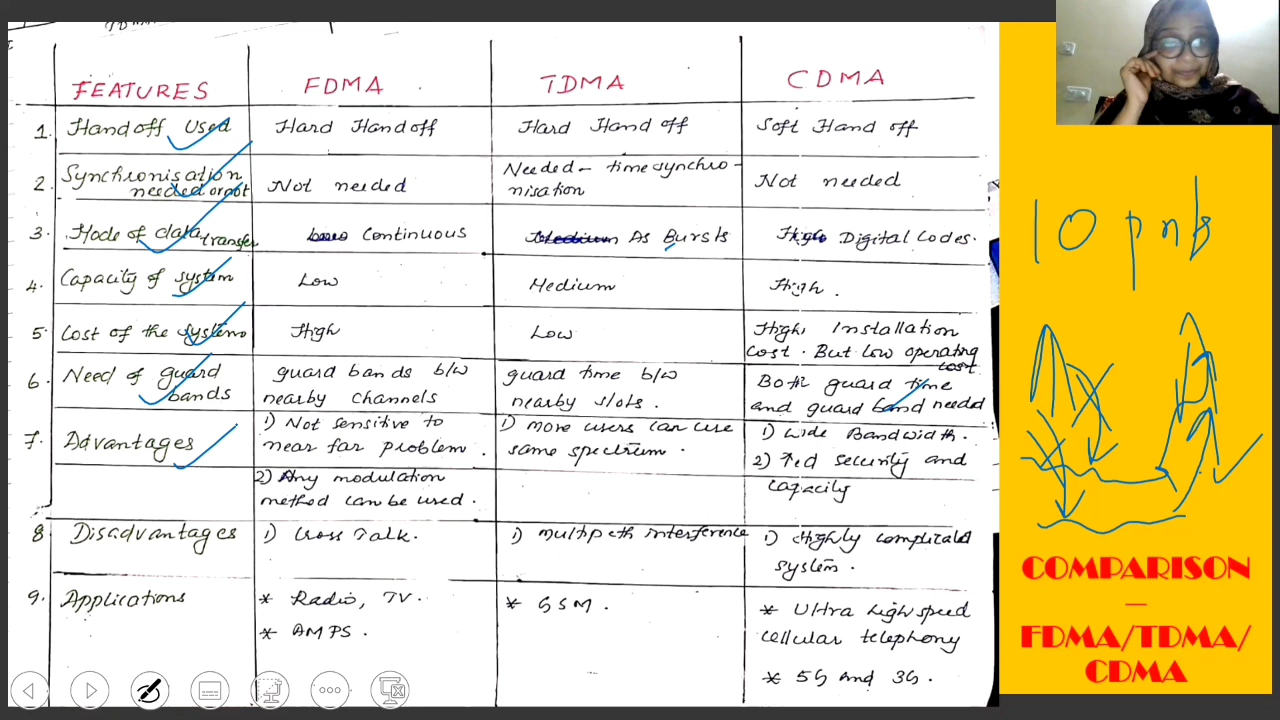 FEATURES FDMA TDMA CDMA
1. Handoff Used Hard Handoff Hard Hand off Soft Hand off
2. Synchronisation needed or not Not needed Needed - time synchro-nisation Not needed
3. Mode of data transfer Continuous As Bursts Digital Codes.
4. Capacity of system Low Medium High.
5. Cost of the system High Low High Installation cost. But low operating cost
6. Need of guard bands guard bands b/w nearby channels guard time b/w nearby slots. Both guard time and guard band needed
7. Advantages 1) Not sensitive to near far problem. 1) more users can use same spectrum. 1) Wide Bandwidth.
2) Any modulation method can be used. 2) ↑ed security and capacity
8. Disadvantages 1) Cross Talk. 1) multipath interference 1) Highly complicated system.
9. Applications * Radio, TV. * GSM. * Ultra high speed cellular telephony
* AMPS. * 5G and 3G.
10
COMPARISON
–
FDMA/TDMA/
CDMA